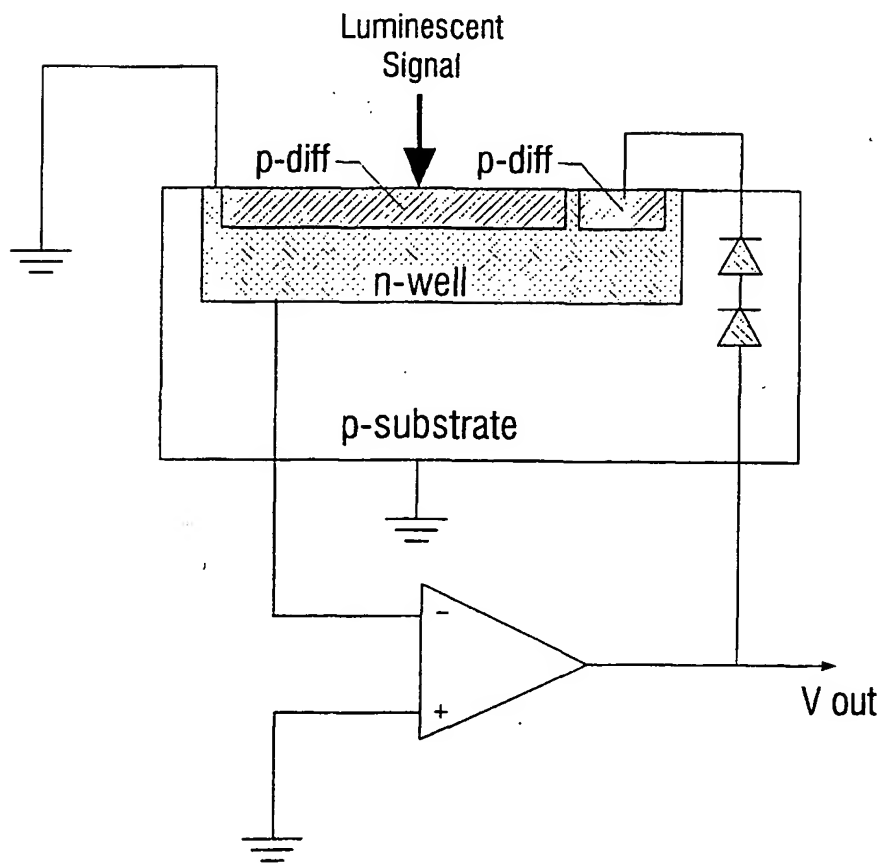 Luminescent
Signal
p-diff
p-diff
n-well
p-substrate
-
+
V out